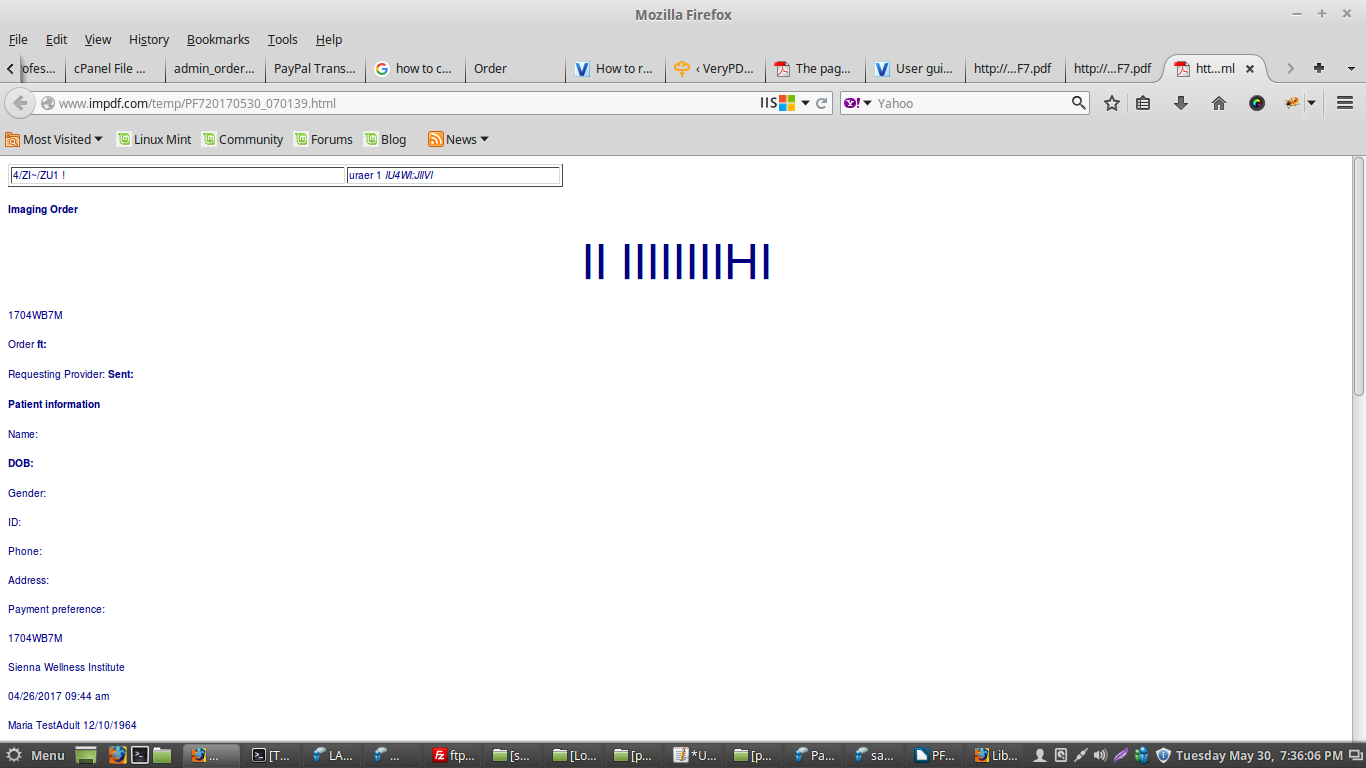 Mozilla Firefox
File Edit View History Bookmarks Tools Help
ofes... cPanel File ... admin_order... PayPal Trans... how to c... Order How to r... ‹ VeryPD... The pag... User gui... http://...F7.pdf http://...F7.pdf htt...ml
www.impdf.com/temp/PF720170530_070139.html IIS Yahoo
Most Visited Linux Mint Community Forums Blog News
4/ZI~/ZU1 ! uraer 1 IU4WI:JIIVI
Imaging Order
II IIIIIIIIHI
1704WB7M
Order ft:
Requesting Provider: Sent:
Patient information
Name:
DOB:
Gender:
ID:
Phone:
Address:
Payment preference:
1704WB7M
Sienna Wellness Institute
04/26/2017 09:44 am
Maria TestAdult 12/10/1964
Menu ... [T... LA... ... ftp... [s... [Lo... [p... *U... [p... Pa... sa... PF... Lib... Tuesday May 30, 7:36:06 PM